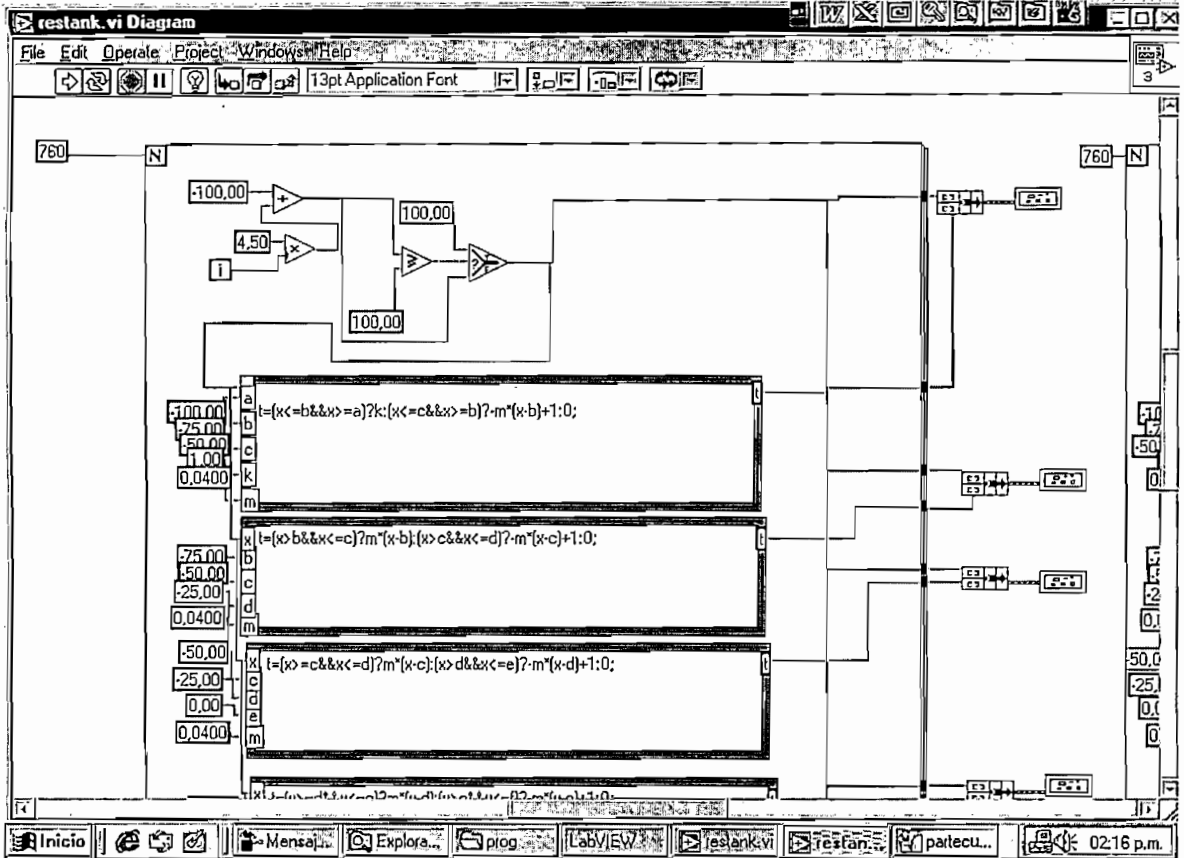 restank.vi Diagram
File Edit Operate Project Windows Help
13pt Application Font
3
760
N
760
N
-100,00
+
4,50
×
i
100,00
?
100,00
a
t=(x<=b&&x>=a)?k:(x<=c&&x>=b)?-m*(x-b)+1:0;
t
b
c
k
m
-100,00
-75,00
-50,00
1,00
0,0400
x
t=(x>b&&x<=c)?m*(x-b):(x>c&&x<=d)?-m*(x-c)+1:0;
t
b
c
d
m
-75,00
-50,00
-25,00
0,0400
x
t=(x>=c&&x<=d)?m*(x-c):(x>d&&x<=e)?-m*(x-d)+1:0;
t
c
d
e
m
-50,00
-25,00
0,00
0,0400
Inicio
Mensaj...
Explora...
prog
LabVIEW
restank.vi
restan...
partecu...
02:16 p.m.